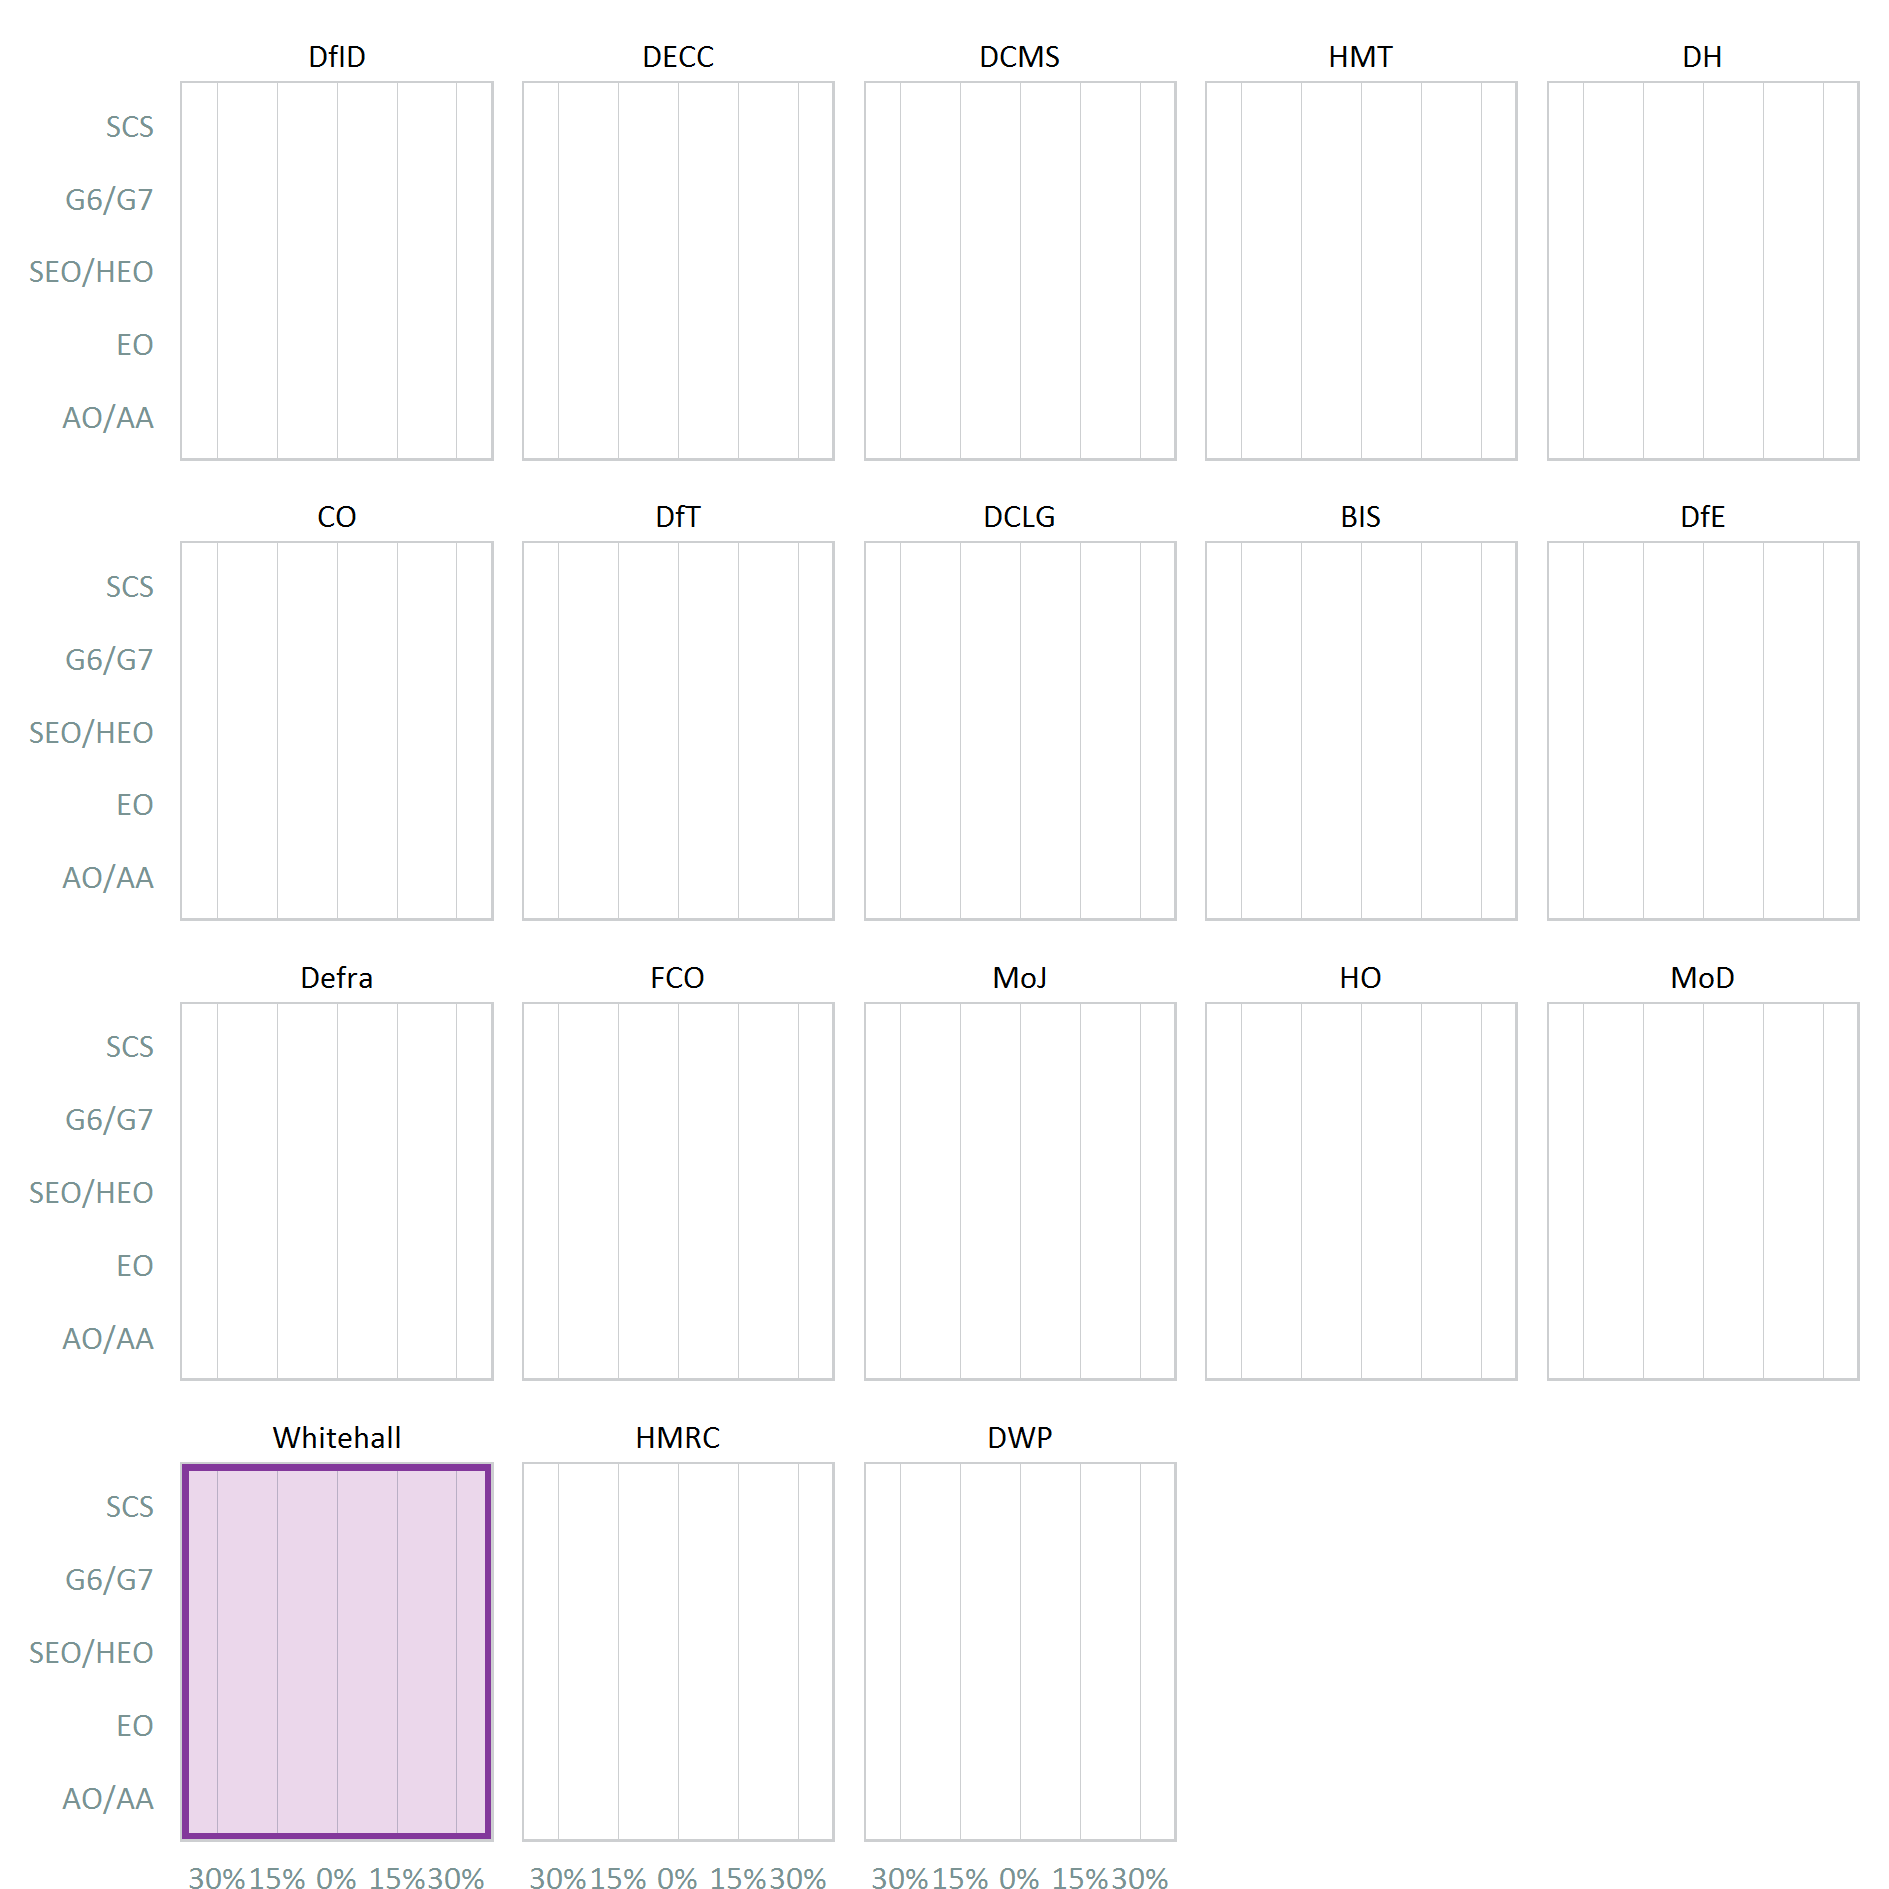 DfID DECC DCMS HMT DH
SCS
G6/G7
SEO/HEO
EO
AO/AA
CO DfT DCLG BIS DfE
SCS
G6/G7
SEO/HEO
EO
AO/AA
Defra FCO MoJ HO MoD
SCS
G6/G7
SEO/HEO
EO
AO/AA
Whitehall HMRC DWP
SCS
G6/G7
SEO/HEO
EO
AO/AA
30% 15% 0% 15% 30% 30% 15% 0% 15% 30% 30% 15% 0% 15% 30%